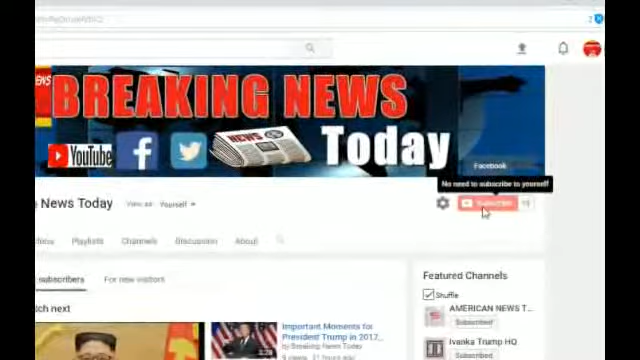 BREAKING NEWS
NEWS
YouTube
Today
Facebook
No need to subscribe to yourself
News Today
View as: Yourself
Subscribe
Playlists
Channels
Discussion
About
subscribers
For new visitors
Featured Channels
Shuffle
AMERICAN NEWS T...
Subscribed
Ivanka Trump HQ
Subscribed
Important Moments for
President Trump in 2017...
by Breaking News Today